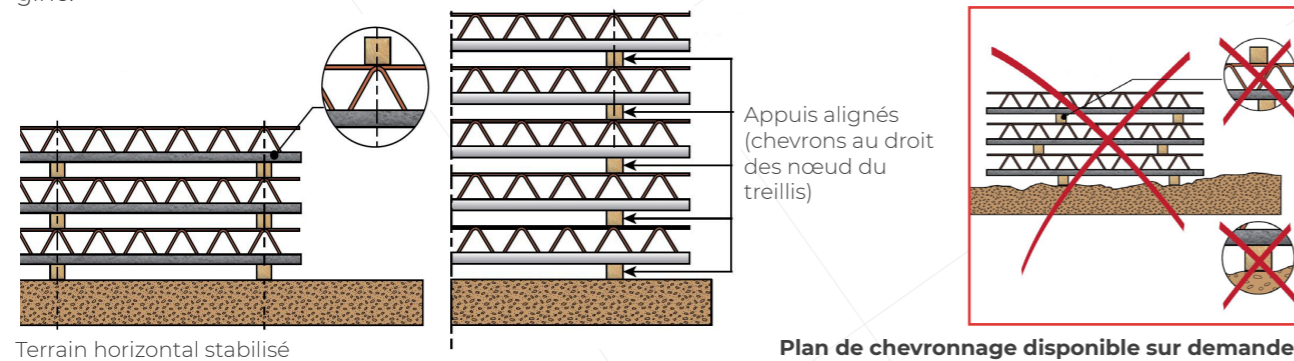 Appuis alignés
(chevrons au droit
des nœud du
treillis)
Terrain horizontal stabilisé
Plan de chevronnage disponible sur demande